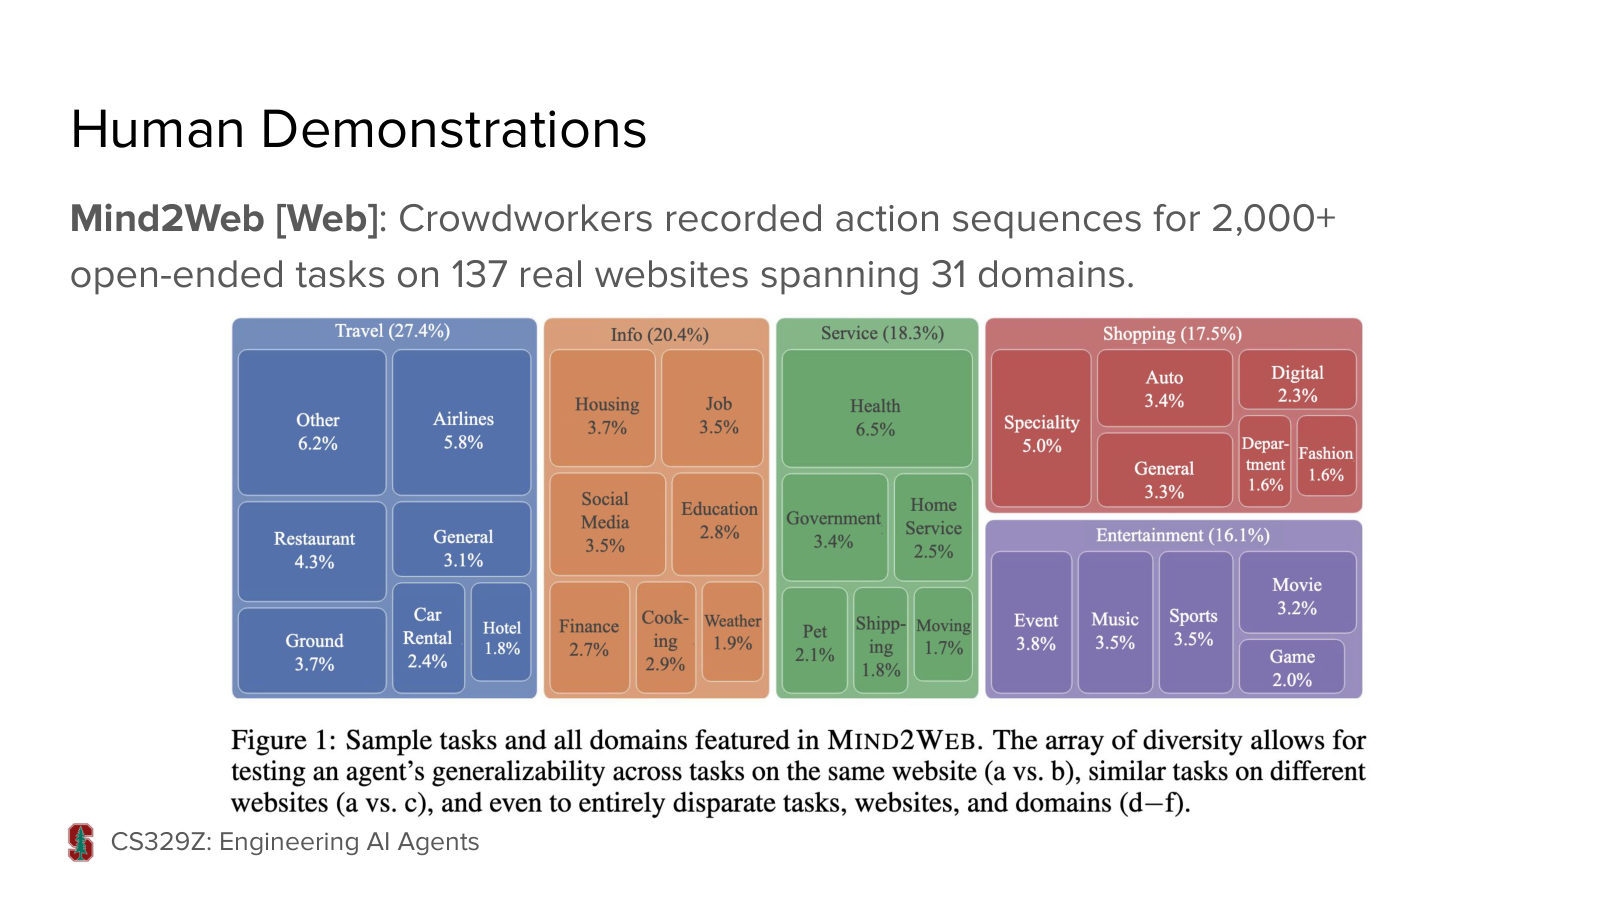 Human Demonstrations
Mind2Web [Web]: Crowdworkers recorded action sequences for 2,000+
open-ended tasks on 137 real websites spanning 31 domains.
Travel (27.4%)
Other
6.2%
Airlines
5.8%
Restaurant
4.3%
General
3.1%
Ground
3.7%
Car
Rental
2.4%
Hotel
1.8%
Info (20.4%)
Housing
3.7%
Job
3.5%
Social
Media
3.5%
Education
2.8%
Finance
2.7%
Cook-
ing
2.9%
Weather
1.9%
Service (18.3%)
Health
6.5%
Government
3.4%
Home
Service
2.5%
Pet
2.1%
Shipp-
ing
1.8%
Moving
1.7%
Shopping (17.5%)
Speciality
5.0%
Auto
3.4%
General
3.3%
Digital
2.3%
Depar-
tment
1.6%
Fashion
1.6%
Entertainment (16.1%)
Event
3.8%
Music
3.5%
Sports
3.5%
Movie
3.2%
Game
2.0%
Figure 1: Sample tasks and all domains featured in MIND2WEB. The array of diversity allows for
testing an agent's generalizability across tasks on the same website (a vs. b), similar tasks on different
websites (a vs. c), and even to entirely disparate tasks, websites, and domains (d−f).
CS329Z: Engineering AI Agents